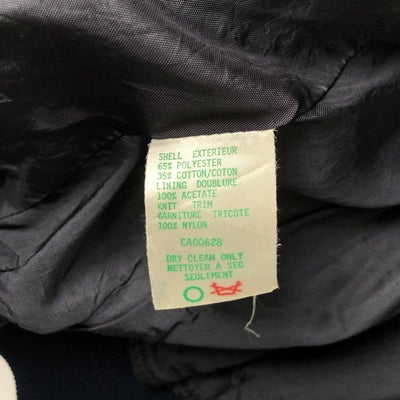 SHELL EXTERIEUR
65% POLYESTER
35% COTTON/COTON
LINING DOUBLURE
100% ACETATE
KNIT TRIM
GARNITURE TRICOTE
100% NYLON
CA00628
DRY CLEAN ONLY
NETTOYER A SEC
SEULEMENT